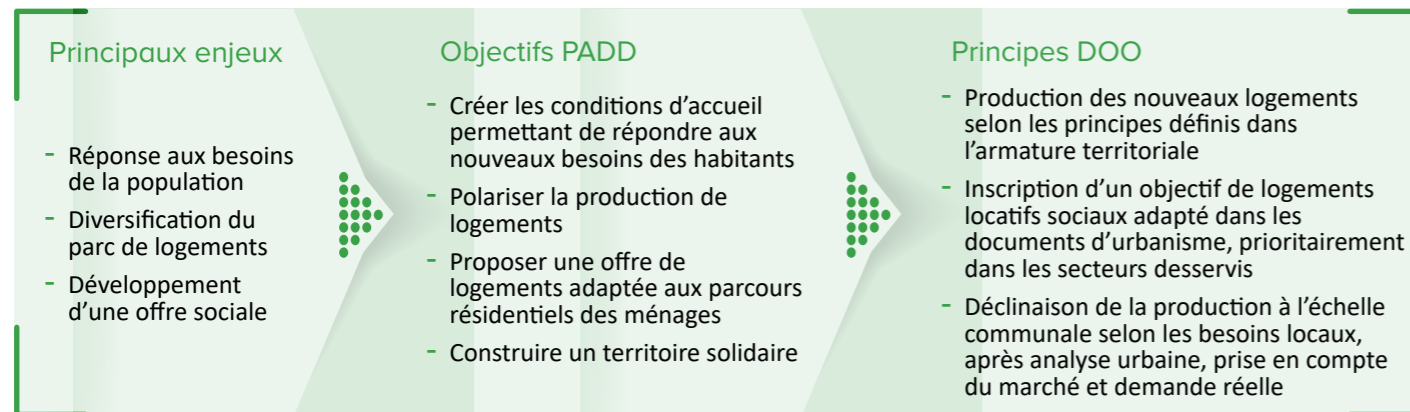 Principaux enjeux
- Réponse aux besoins
de la population
- Diversification du
parc de logements
- Développement
d’une offre sociale
Objectifs PADD
- Créer les conditions d’accueil
permettant de répondre aux
nouveaux besoins des habitants
- Polariser la production de
logements
- Proposer une offre de
logements adaptée aux parcours
résidentiels des ménages
- Construire un territoire solidaire
Principes DOO
- Production des nouveaux logements
selon les principes définis dans
l’armature territoriale
- Inscription d’un objectif de logements
locatifs sociaux adapté dans les
documents d’urbanisme, prioritairement
dans les secteurs desservis
- Déclinaison de la production à l’échelle
communale selon les besoins locaux,
après analyse urbaine, prise en compte
du marché et demande réelle